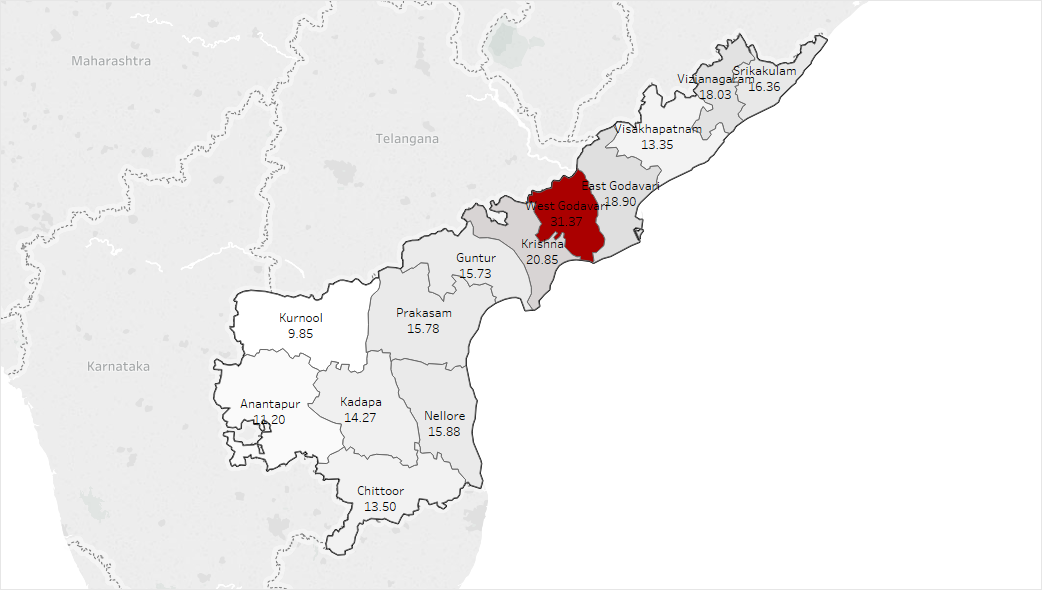 Maharashtra
Srikakulam
16.36
Vizianagaram
18.03
Visakhapatnam
13.35
Telangana
East Godavari
18.90
West Godavari
31.37
Krishna
20.85
Guntur
15.73
Prakasam
15.78
Kurnool
9.85
Karnataka
Anantapur
11.20
Kadapa
14.27
Nellore
15.88
Chittoor
13.50